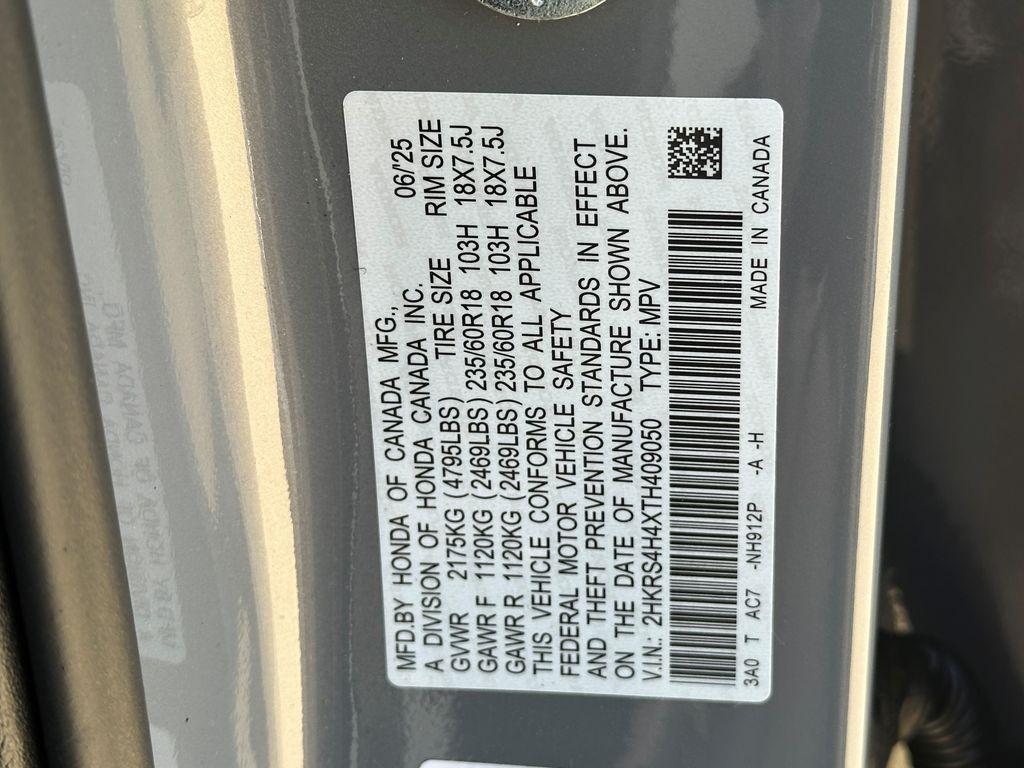 MFD.BY HONDA OF CANADA MFG., 06/'25
A DIVISION OF HONDA CANADA INC.
GVWR 2175KG (4795LBS) TIRE SIZE RIM SIZE
GAWR F 1120KG (2469LBS) 235/60R18 103H 18X7.5J
GAWR R 1120KG (2469LBS) 235/60R18 103H 18X7.5J
THIS VEHICLE CONFORMS TO ALL APPLICABLE
FEDERAL MOTOR VEHICLE SAFETY
AND THEFT PREVENTION STANDARDS IN EFFECT
ON THE DATE OF MANUFACTURE SHOWN ABOVE.
V.I.N.: 2HKRS4H4XTH409050 TYPE: MPV
3A0 T AC7 -NH912P -A -H MADE IN CANADA